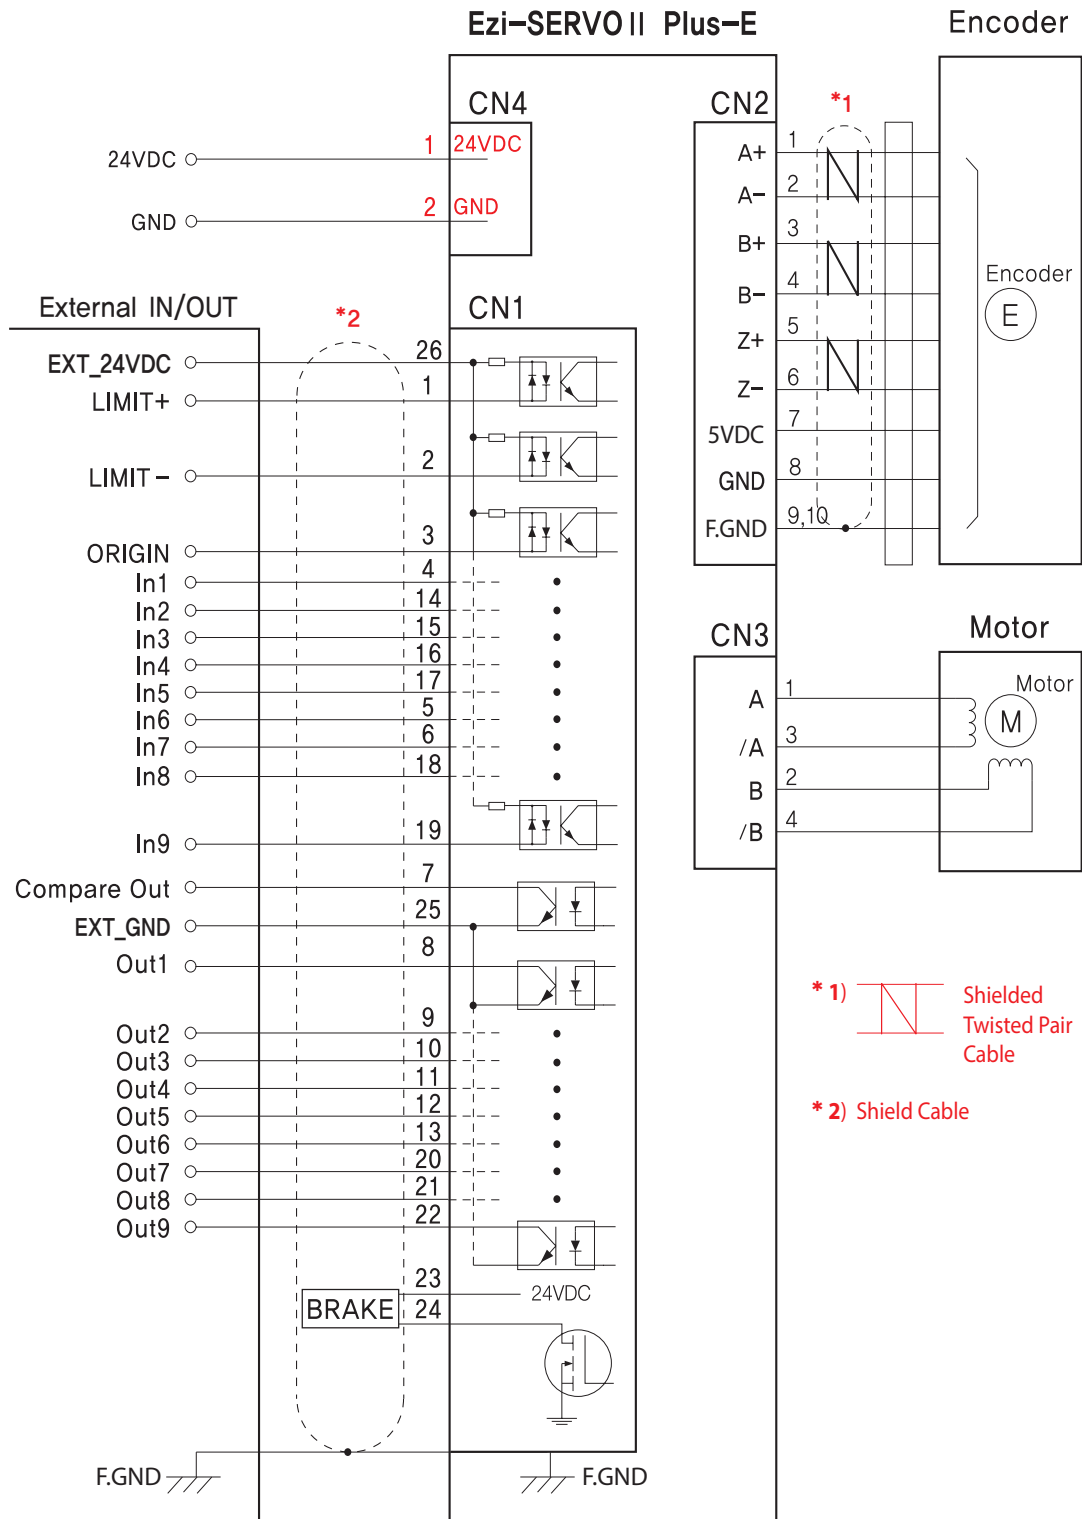 Ezi-SERVO II Plus-E
Encoder
CN4
1 24VDC
24VDC
2 GND
GND
CN2
*1
A+ 1
A- 2
B+ 3
B- 4
Z+ 5
Z- 6
5VDC 7
GND 8
F.GND 9,10
Encoder
E
External IN/OUT
*2
CN1
EXT_24VDC 26
LIMIT+ 1
LIMIT- 2
ORIGIN 3
In1 4
In2 14
In3 15
In4 16
In5 17
In6 5
In7 6
In8 18
In9 19
Compare Out 7
EXT_GND 25
Out1 8
Out2 9
Out3 10
Out4 11
Out5 12
Out6 13
Out7 20
Out8 21
Out9 22
BRAKE 23 24VDC
24
F.GND
F.GND
CN3
Motor
A 1
/A 3
B 2
/B 4
Motor
M
* 1) Shielded
Twisted Pair
Cable
* 2) Shield Cable